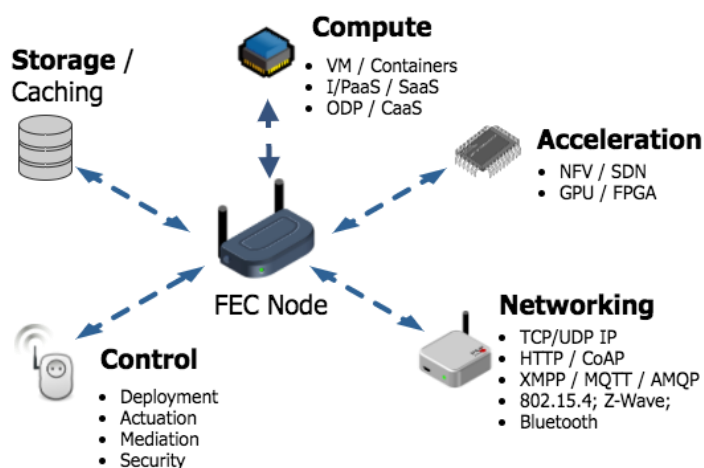 Storage /
Caching
Compute
• VM / Containers
• I/PaaS / SaaS
• ODP / CaaS
Acceleration
• NFV / SDN
• GPU / FPGA
FEC Node
Control
• Deployment
• Actuation
• Mediation
• Security
Networking
• TCP/UDP IP
• HTTP / CoAP
• XMPP / MQTT / AMQP
• 802.15.4; Z-Wave;
• Bluetooth